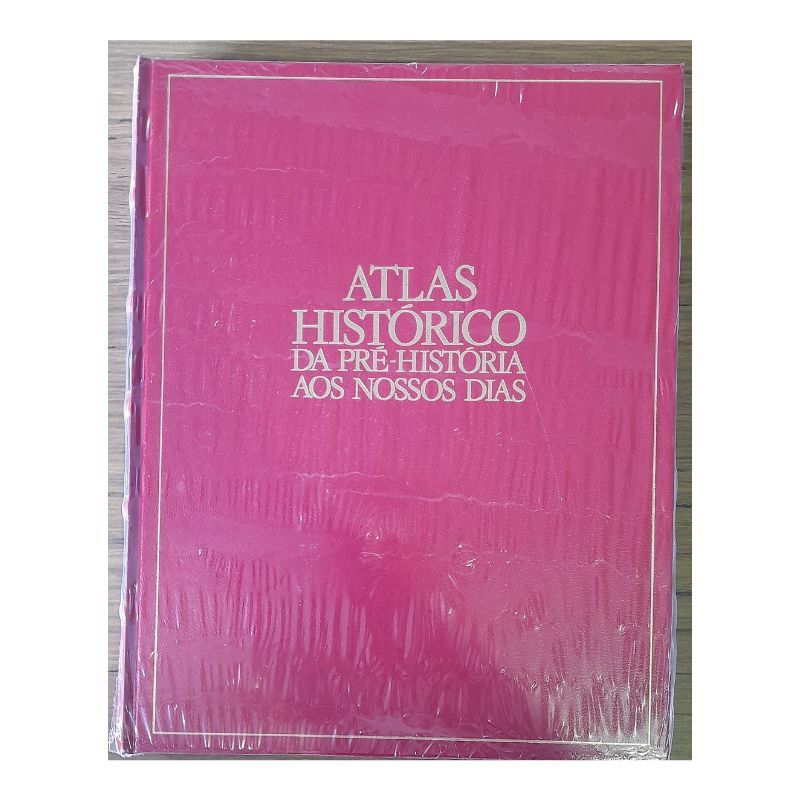 ATLAS
HISTÓRICO
DA PRÉ-HISTÓRIA
AOS NOSSOS DIAS